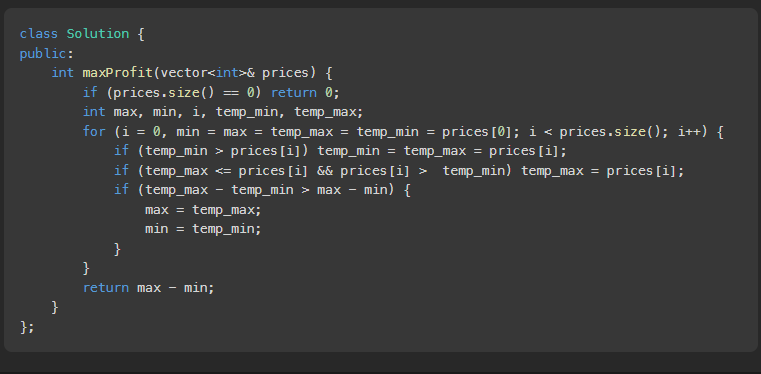 class Solution {
public:
    int maxProfit(vector<int>& prices) {
        if (prices.size() == 0) return 0;
        int max, min, i, temp_min, temp_max;
        for (i = 0, min = max = temp_max = temp_min = prices[0]; i < prices.size(); i++) {
            if (temp_min > prices[i]) temp_min = temp_max = prices[i];
            if (temp_max <= prices[i] && prices[i] >  temp_min) temp_max = prices[i];
            if (temp_max - temp_min > max - min) {
                max = temp_max;
                min = temp_min;
            }
        }
        return max - min;
    }
};